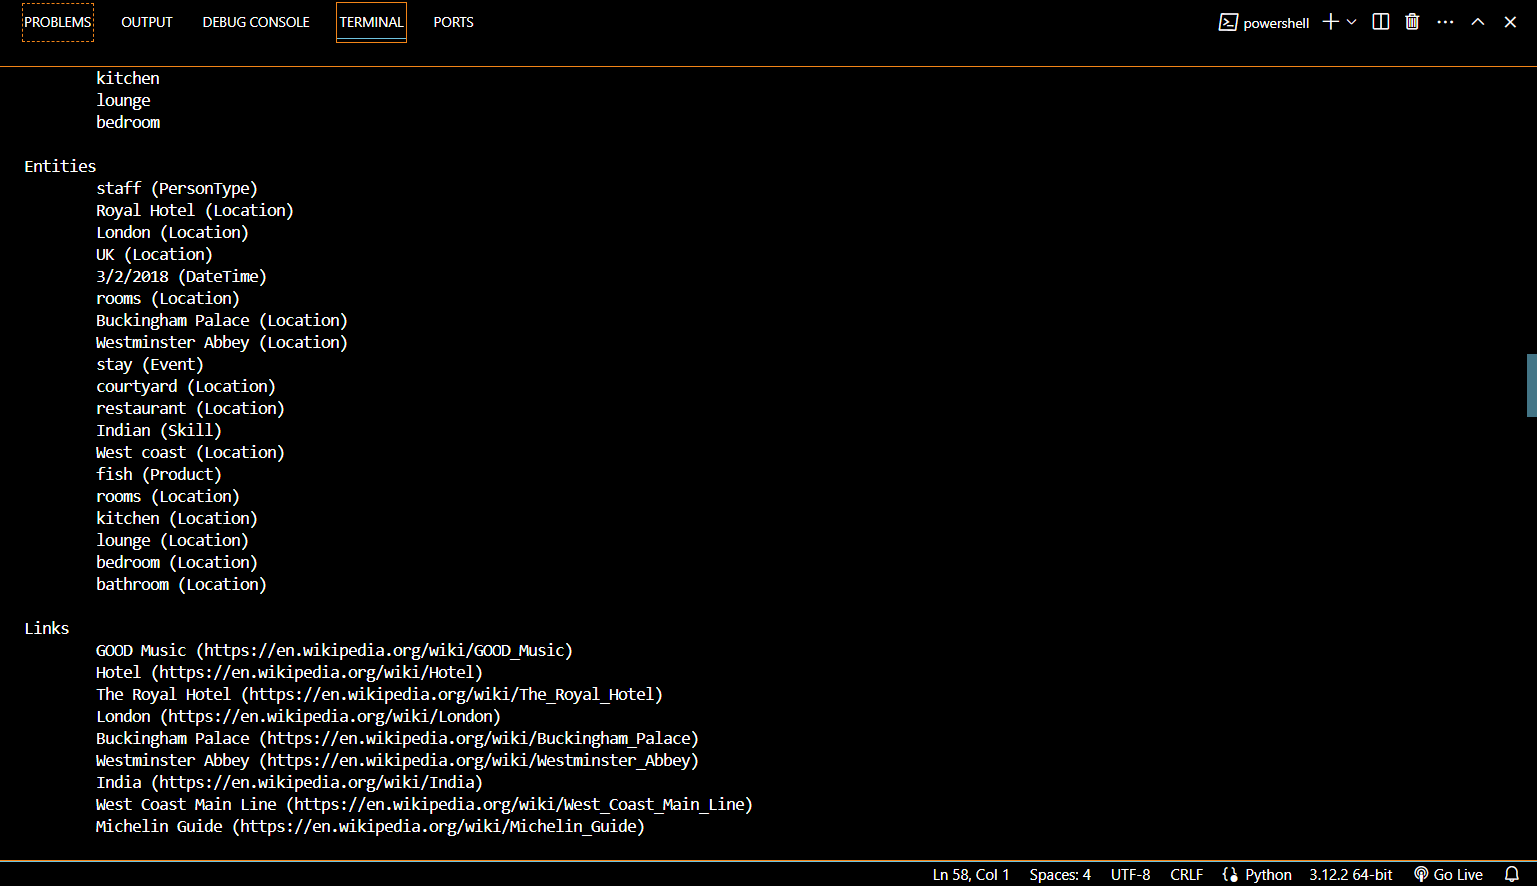 PROBLEMS OUTPUT DEBUG CONSOLE TERMINAL PORTS powershell
kitchen
lounge
bedroom
Entities
staff (PersonType)
Royal Hotel (Location)
London (Location)
UK (Location)
3/2/2018 (DateTime)
rooms (Location)
Buckingham Palace (Location)
Westminster Abbey (Location)
stay (Event)
courtyard (Location)
restaurant (Location)
Indian (Skill)
West coast (Location)
fish (Product)
rooms (Location)
kitchen (Location)
lounge (Location)
bedroom (Location)
bathroom (Location)
Links
GOOD Music (https://en.wikipedia.org/wiki/GOOD_Music)
Hotel (https://en.wikipedia.org/wiki/Hotel)
The Royal Hotel (https://en.wikipedia.org/wiki/The_Royal_Hotel)
London (https://en.wikipedia.org/wiki/London)
Buckingham Palace (https://en.wikipedia.org/wiki/Buckingham_Palace)
Westminster Abbey (https://en.wikipedia.org/wiki/Westminster_Abbey)
India (https://en.wikipedia.org/wiki/India)
West Coast Main Line (https://en.wikipedia.org/wiki/West_Coast_Main_Line)
Michelin Guide (https://en.wikipedia.org/wiki/Michelin_Guide)
Ln 58, Col 1 Spaces: 4 UTF-8 CRLF Python 3.12.2 64-bit Go Live